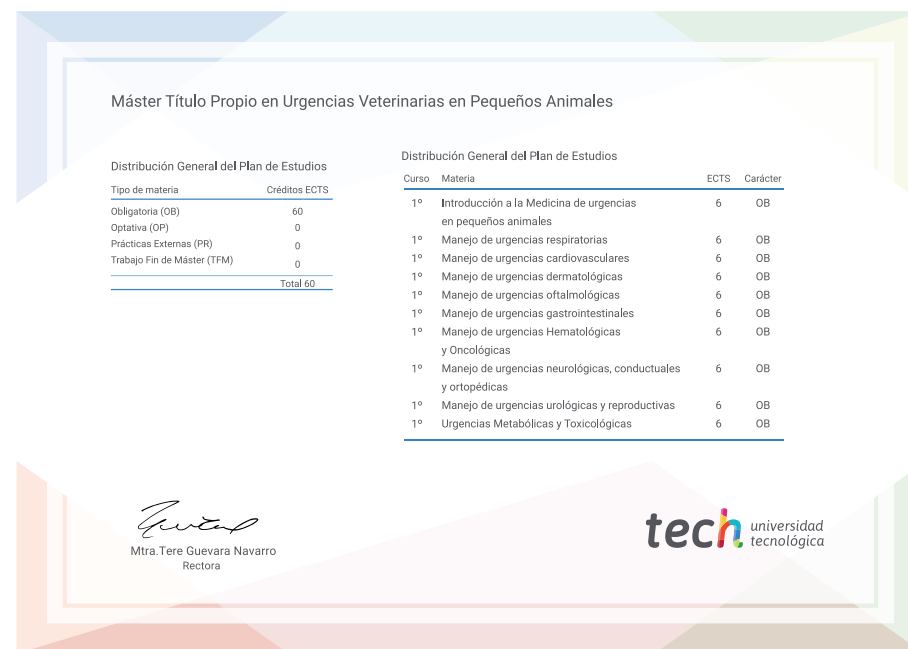 Máster Título Propio en Urgencias Veterinarias en Pequeños Animales
Distribución General del Plan de Estudios
Tipo de materia Créditos ECTS
Obligatoria (OB) 60
Optativa (OP) 0
Prácticas Externas (PR) 0
Trabajo Fin de Máster (TFM) 0
Total 60
Distribución General del Plan de Estudios
Curso Materia ECTS Carácter
1º Introducción a la Medicina de urgencias 6 OB
en pequeños animales
1º Manejo de urgencias respiratorias 6 OB
1º Manejo de urgencias cardiovasculares 6 OB
1º Manejo de urgencias dermatológicas 6 OB
1º Manejo de urgencias oftalmológicas 6 OB
1º Manejo de urgencias gastrointestinales 6 OB
1º Manejo de urgencias Hematológicas 6 OB
y Oncológicas
1º Manejo de urgencias neurológicas, conductuales 6 OB
y ortopédicas
1º Manejo de urgencias urológicas y reproductivas 6 OB
1º Urgencias Metabólicas y Toxicológicas 6 OB
Mtra.Tere Guevara Navarro
Rectora
tech universidad
tecnológica